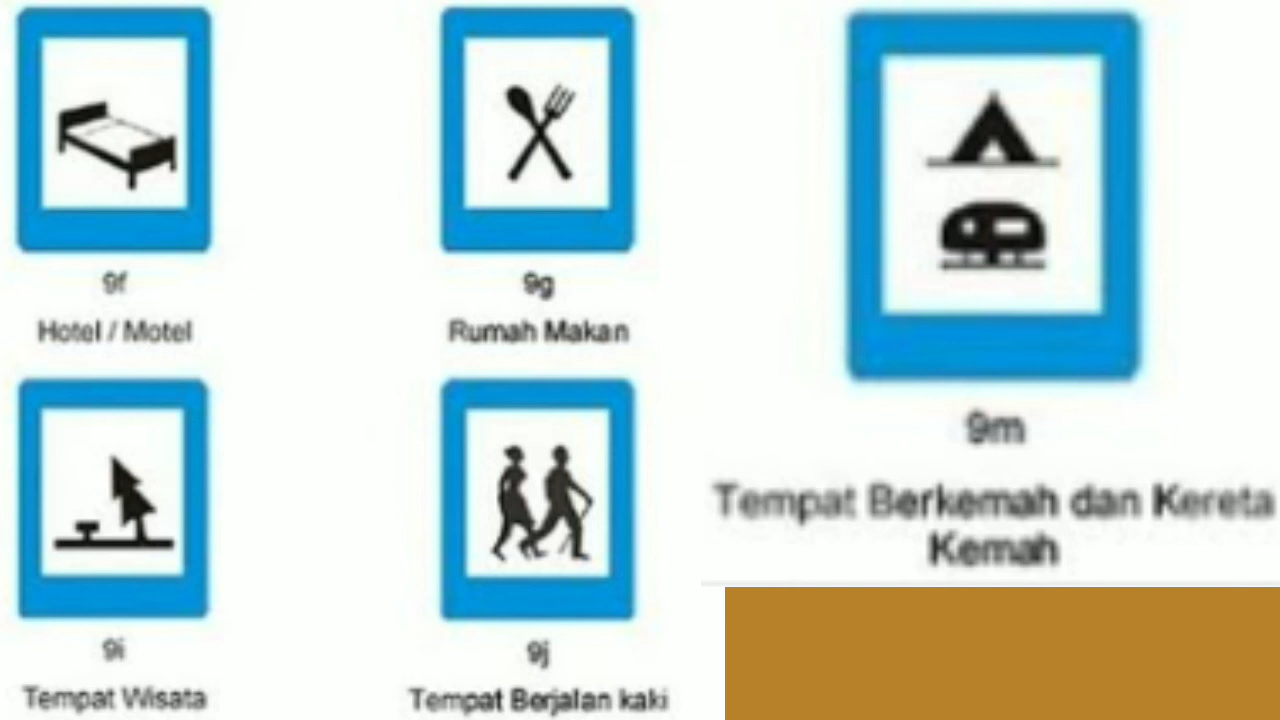 9f
Hotel / Motel
9g
Rumah Makan
9m
Tempat Berkemah dan Kereta
Kemah
9i
Tempat Wisata
9j
Tempat Berjalan kaki